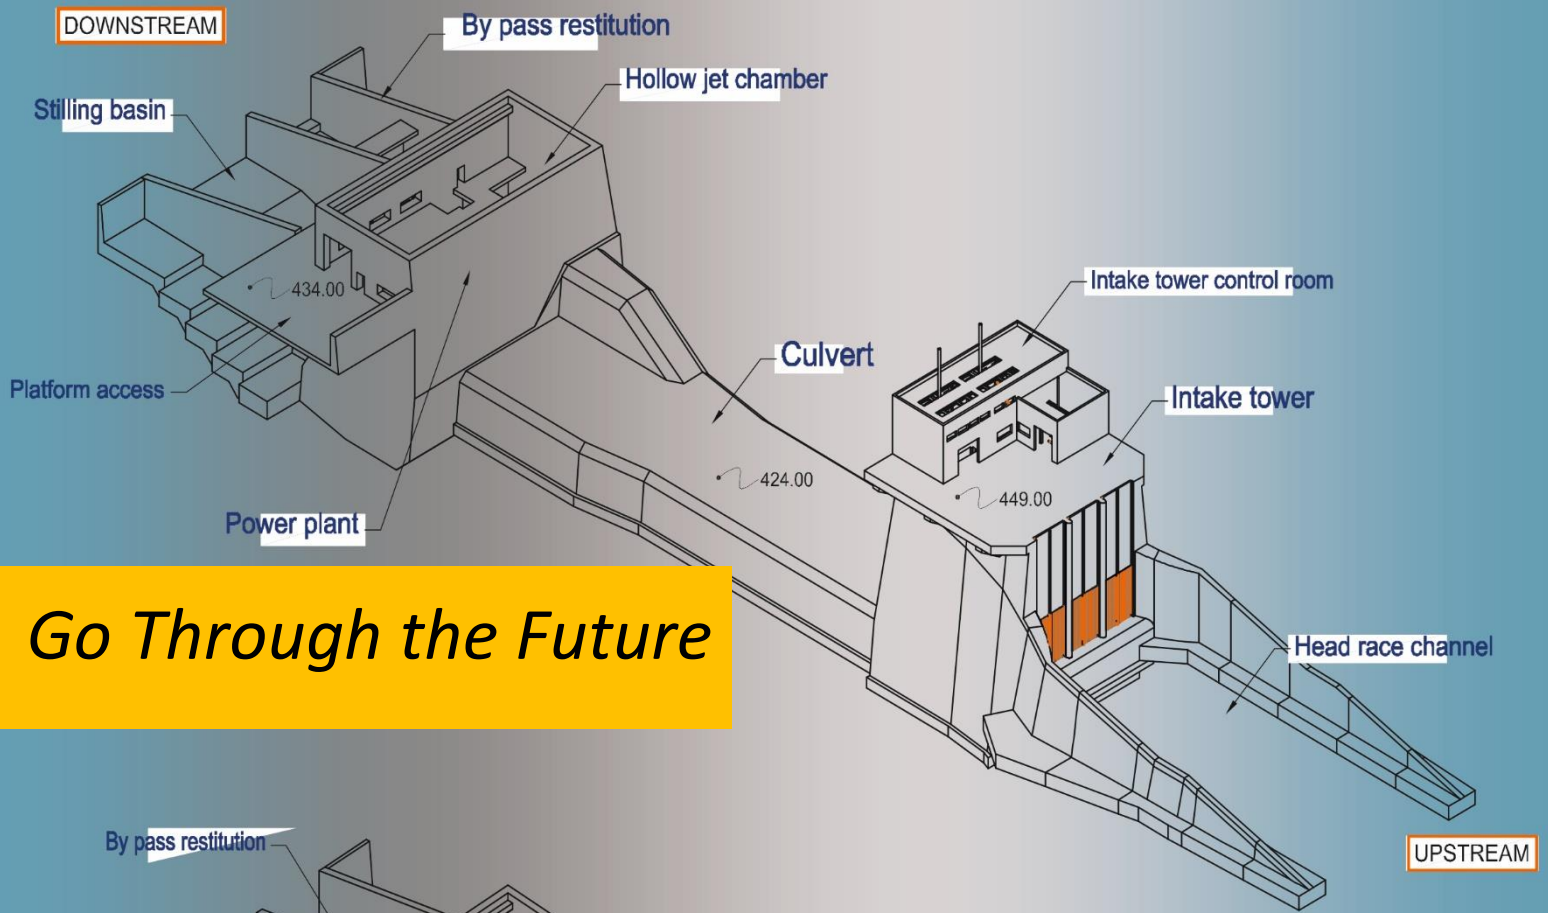 DOWNSTREAM
By pass restitution
Hollow jet chamber
Stilling basin
Intake tower control room
434.00
Culvert
Platform access
Intake tower
424.00
449.00
Power plant
Go Through the Future
Head race channel
By pass restitution
UPSTREAM